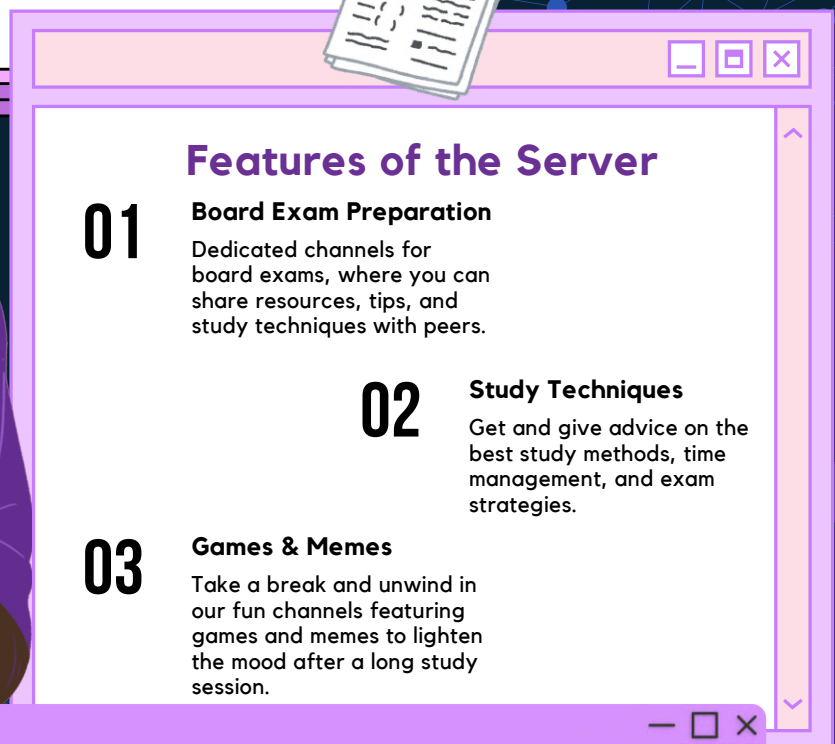 Features of the Server
01
Board Exam Preparation
Dedicated channels for
board exams, where you can
share resources, tips, and
study techniques with peers.
02
Study Techniques
Get and give advice on the
best study methods, time
management, and exam
strategies.
03
Games & Memes
Take a break and unwind in
our fun channels featuring
games and memes to lighten
the mood after a long study
session.